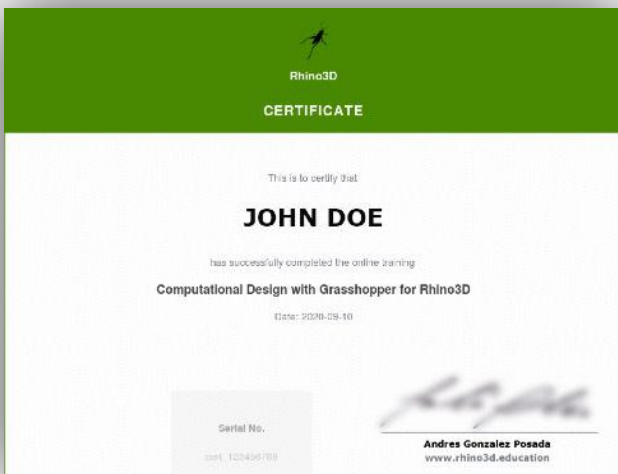 Rhino3D
CERTIFICATE
This is to certify that
JOHN DOE
has successfully completed the online training
Computational Design with Grasshopper for Rhino3D
Date: 2020-09-10
Serial No.
cert_123456789
Andres Gonzalez Posada
www.rhino3d.education